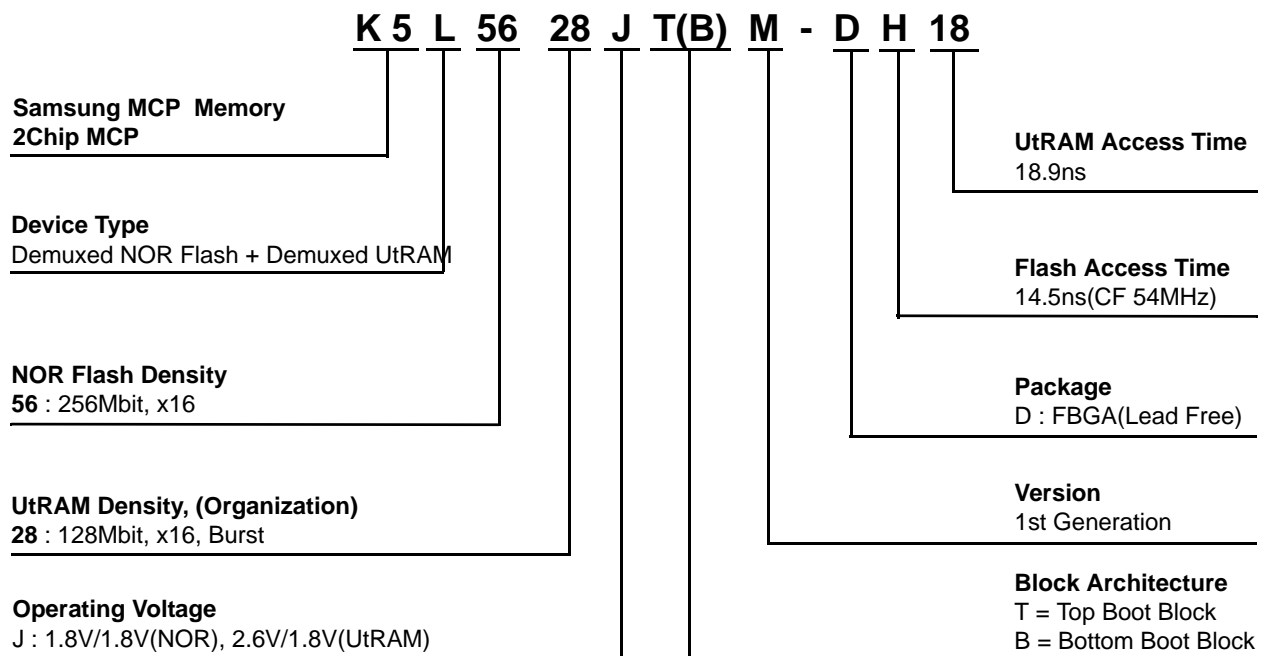 K 5 L 56 28 J T(B) M - D H 18
Samsung MCP Memory
2Chip MCP
Device Type
Demuxed NOR Flash + Demuxed UtRAM
NOR Flash Density
56 : 256Mbit, x16
UtRAM Density, (Organization)
28 : 128Mbit, x16, Burst
Operating Voltage
J : 1.8V/1.8V(NOR), 2.6V/1.8V(UtRAM)
UtRAM Access Time
18.9ns
Flash Access Time
14.5ns(CF 54MHz)
Package
D : FBGA(Lead Free)
Version
1st Generation
Block Architecture
T = Top Boot Block
B = Bottom Boot Block